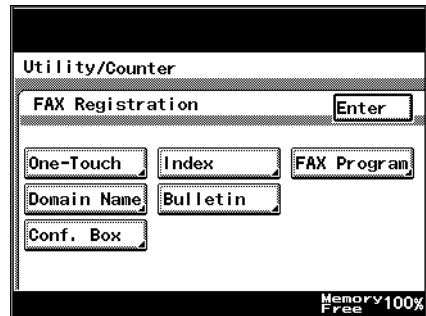 Utility/Counter
FAX Registration
Enter
One-Touch Index FAX Program
Domain Name Bulletin
Conf. Box
Memory
Free 100%